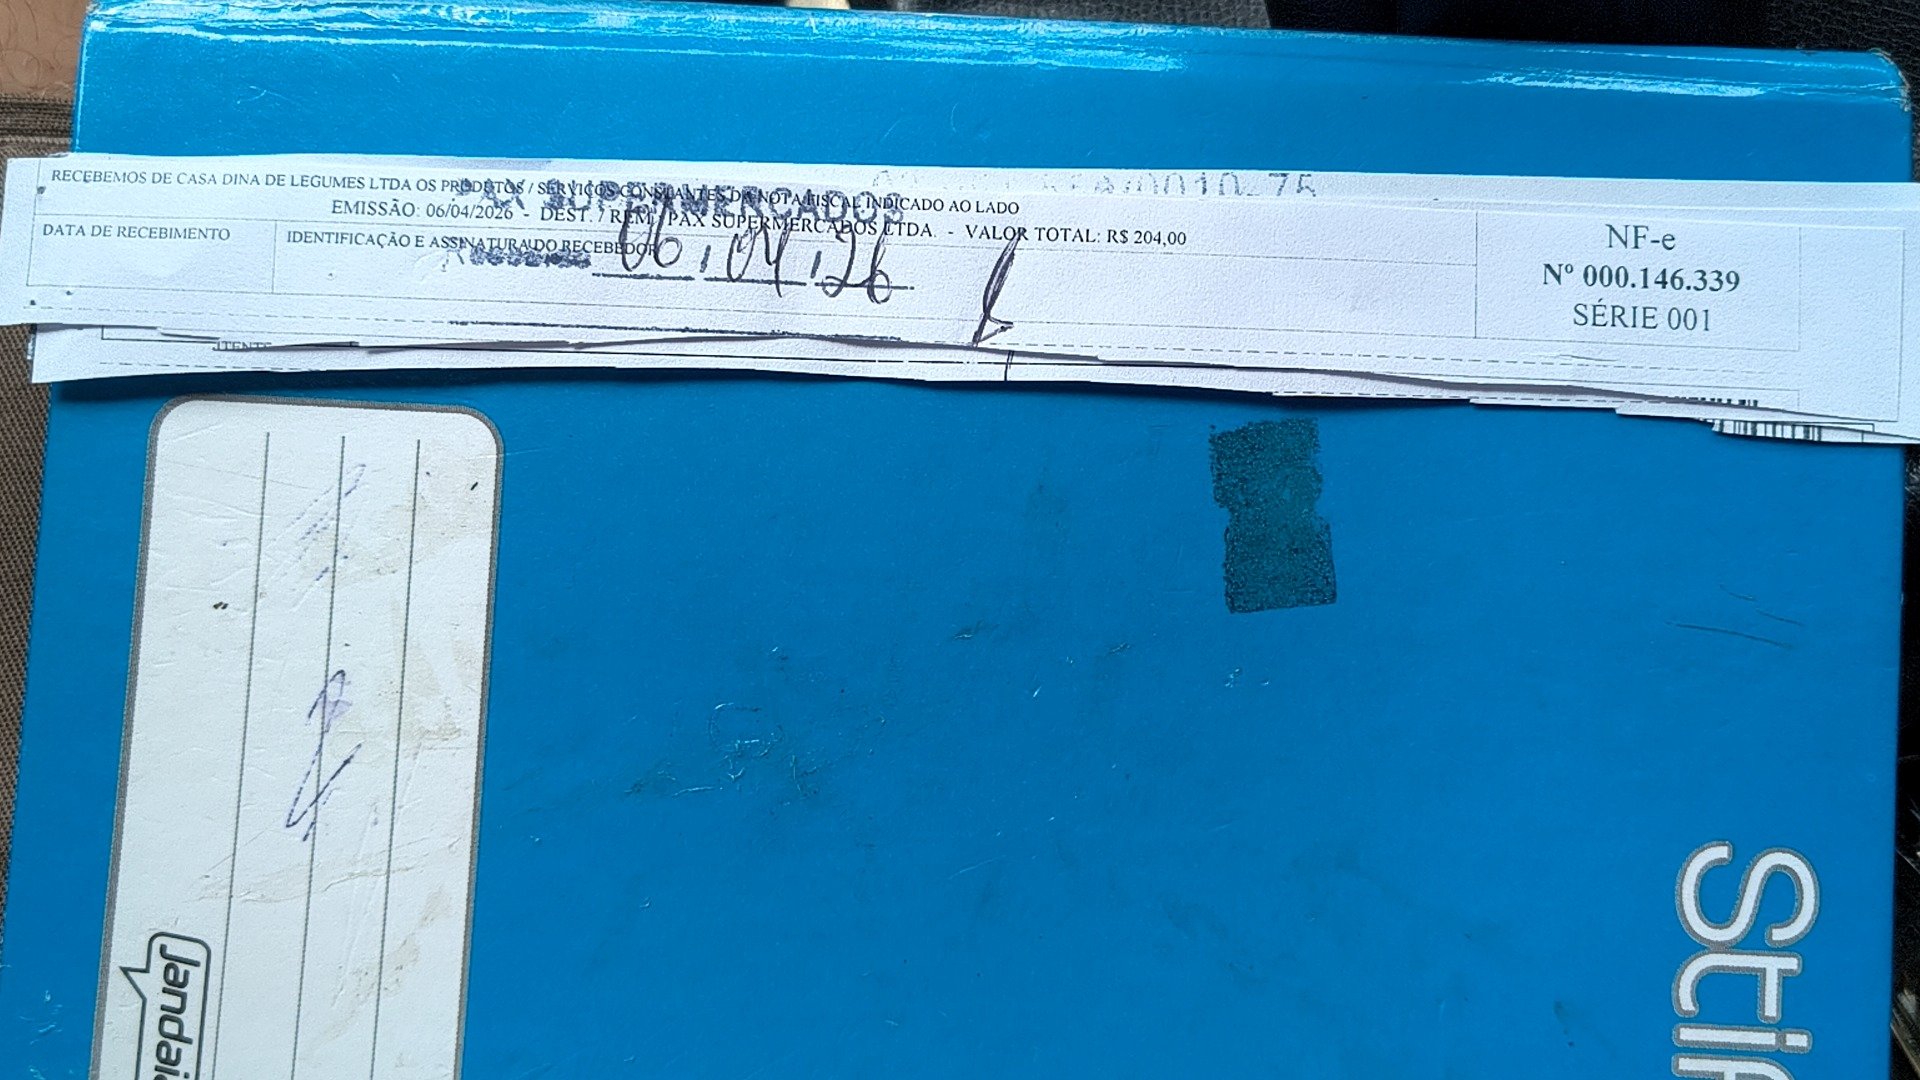 RECEBEMOS DE CASA DINA DE LEGUMES LTDA OS PRODUTOS / SERVIÇOS CONSTANTES DA NOTA FISCAL INDICADO AO LADO
EMISSÃO: 06/04/2026 - DEST. / REM: PAX SUPERMERCADOS LTDA. - VALOR TOTAL: R$ 204,00
PAX SUPERMERCADOS
DATA DE RECEBIMENTO
IDENTIFICAÇÃO E ASSINATURA DO RECEBEDOR
06 / 04 / 26
NF-e
Nº 000.146.339
SÉRIE 001
Jandaia